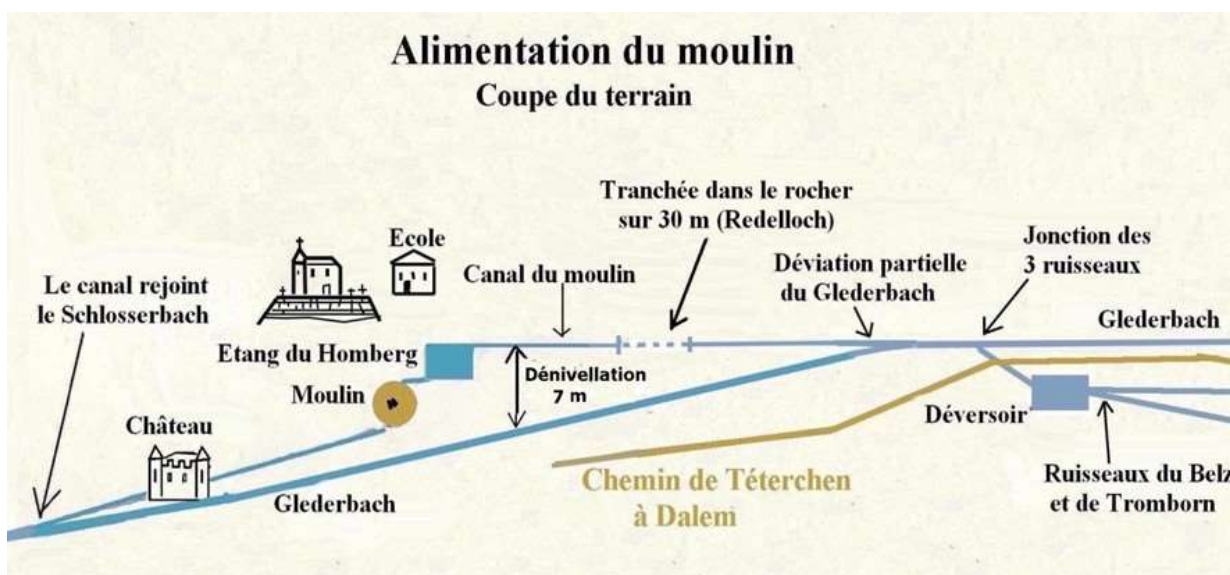 Alimentation du moulin
Coupe du terrain
Tranchée dans le rocher
sur 30 m (Redelloch)
Ecole
Jonction des
3 ruisseaux
Canal du moulin
Déviation partielle
du Glederbach
Le canal rejoint
le Schlosserbach
Glederbach
Etang du Homberg
Dénivellation
7 m
Moulin
Déversoir
Château
Chemin de Téterchen
à Dalem
Ruisseaux du Belz
et de Tromborn
Glederbach